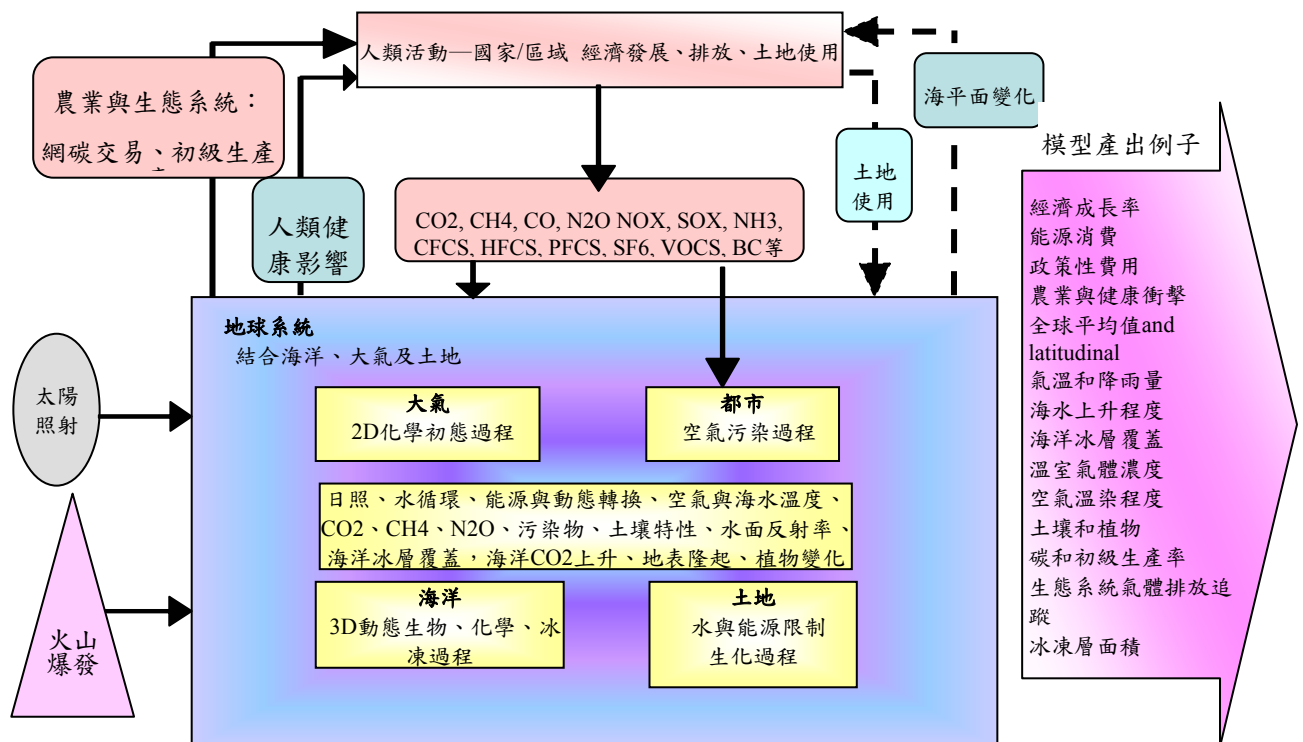 人類活動—國家/區域 經濟發展、排放、土地使用
農業與生態系統：
網碳交易、初級生產
人類健
康影響
海平面變化
土地
使用
CO2, CH4, CO, N2O NOX, SOX, NH3,
CFCS, HFCS, PFCS, SF6, VOCS, BC等
地球系統
結合海洋、大氣及土地
太陽
照射
火山
爆發
大氣
2D化學初態過程
都市
空氣污染過程
日照、水循環、能源與動態轉換、空氣與海水溫度、
CO2、CH4、N2O、污染物、土壤特性、水面反射率、
海洋冰層覆蓋，海洋CO2上升、地表隆起、植物變化
海洋
3D動態生物、化學、冰
凍過程
土地
水與能源限制
生化過程
模型產出例子
經濟成長率
能源消費
政策性費用
農業與健康衝擊
全球平均值and
latitudinal
氣溫和降雨量
海水上升程度
海洋冰層覆蓋
溫室氣體濃度
空氣溫染程度
土壤和植物
碳和初級生產率
生態系統氣體排放追
蹤
冰凍層面積